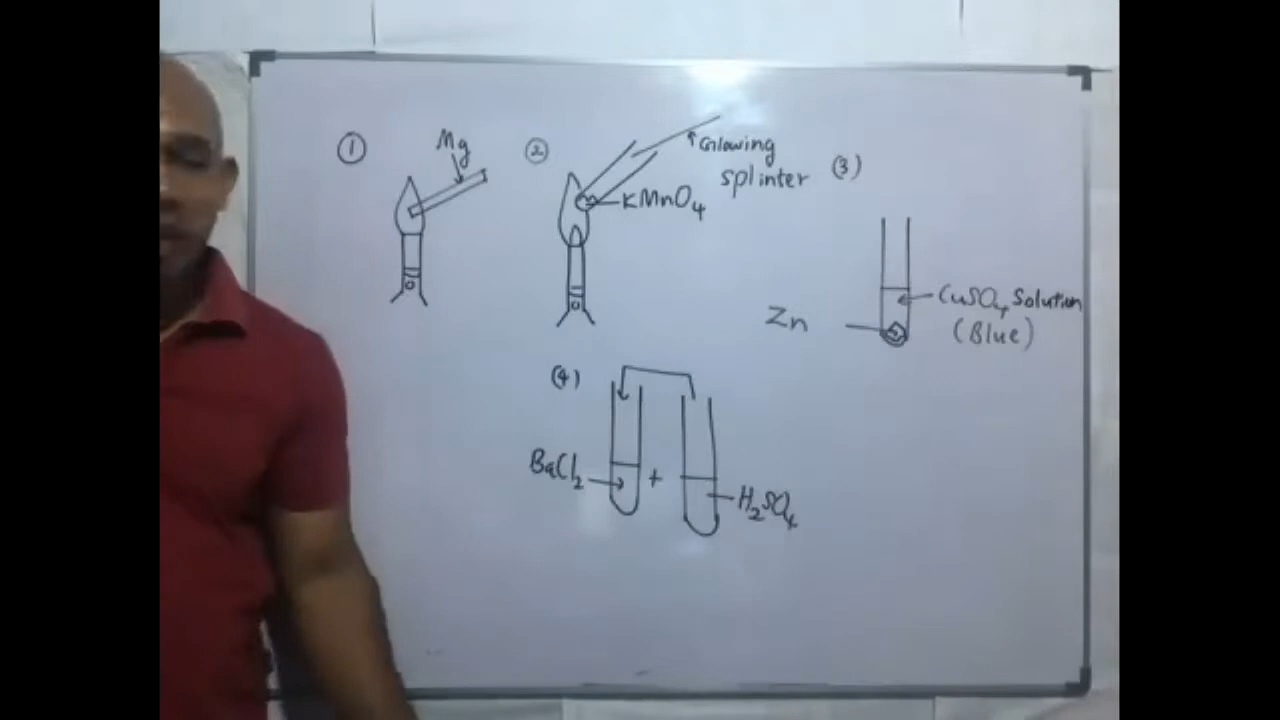 ①
Mg
②
Glowing
splinter
KMnO4
(3)
CuSO4 Solution
(Blue)
Zn
(4)
BaCl2
+
H2SO4